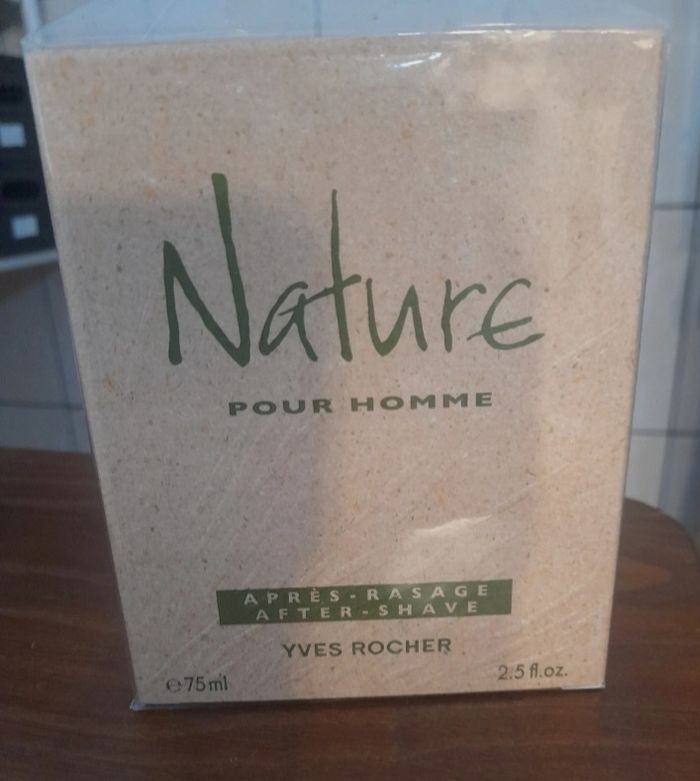 Nature
POUR HOMME
APRÈS-RASAGE
AFTER-SHAVE
YVES ROCHER
℮75ml 2.5 fl.oz.